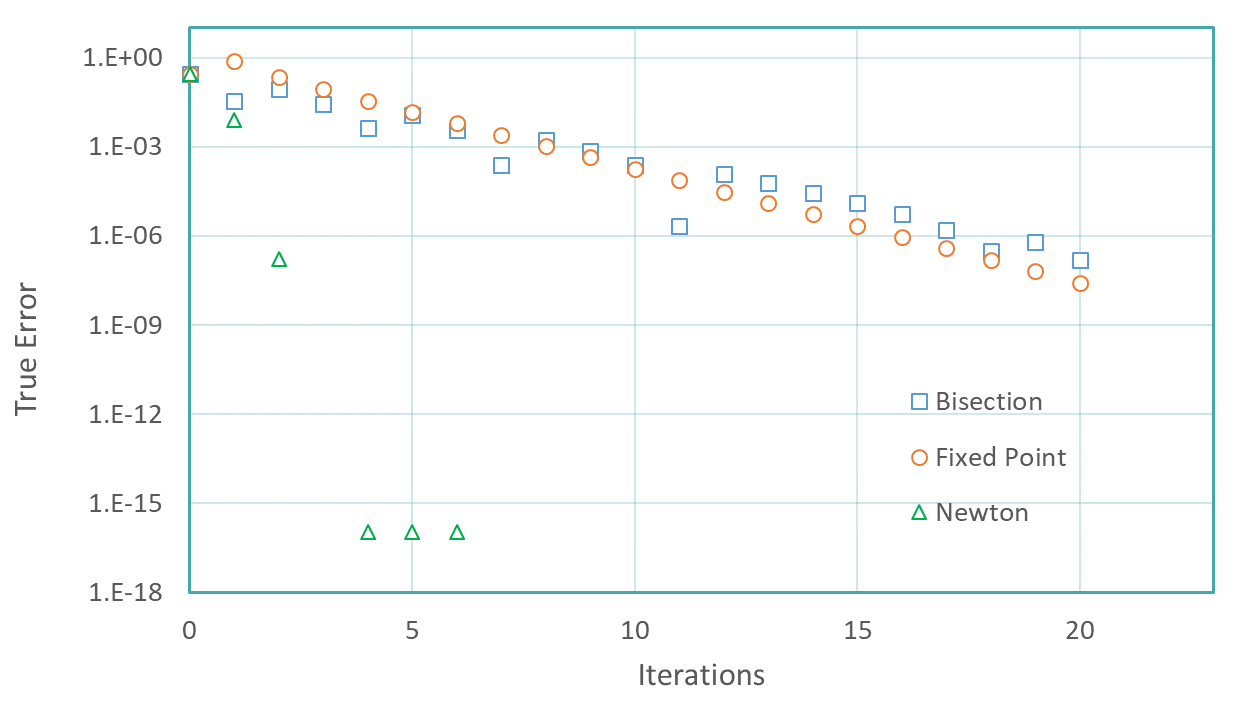 1.E+00
1.E-03
1.E-06
1.E-09
1.E-12
1.E-15
1.E-18
True Error
Bisection
Fixed Point
Newton
0 5 10 15 20
Iterations